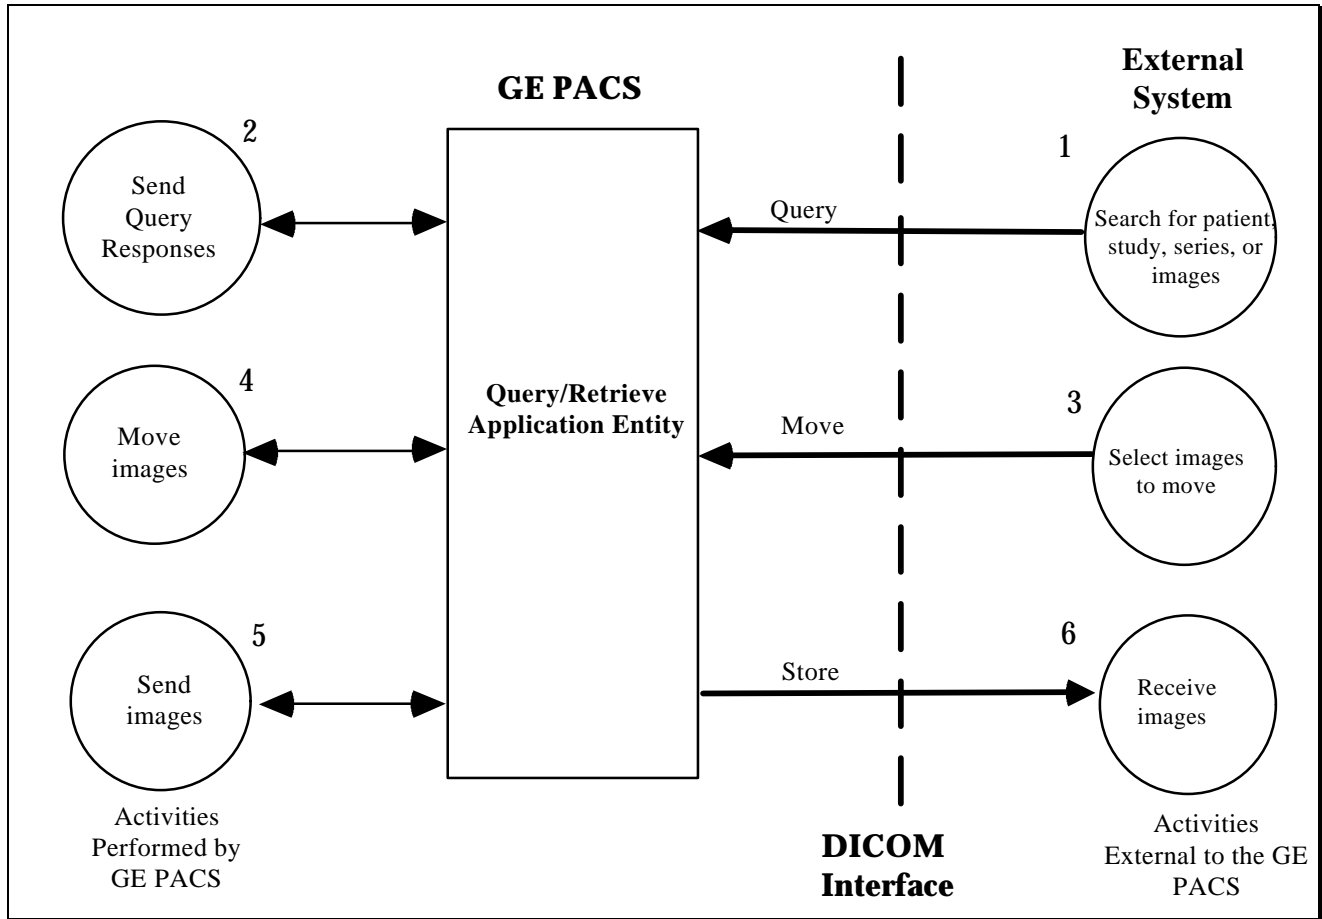 GE PACS
External
System
2
Send
Query
Responses
Query
1
Search for patient,
study, series, or
images
4
Move
images
Query/Retrieve
Application Entity
Move
3
Select images
to move
5
Send
images
Store
6
Receive
images
Activities
Performed by
GE PACS
DICOM
Interface
Activities
External to the GE
PACS